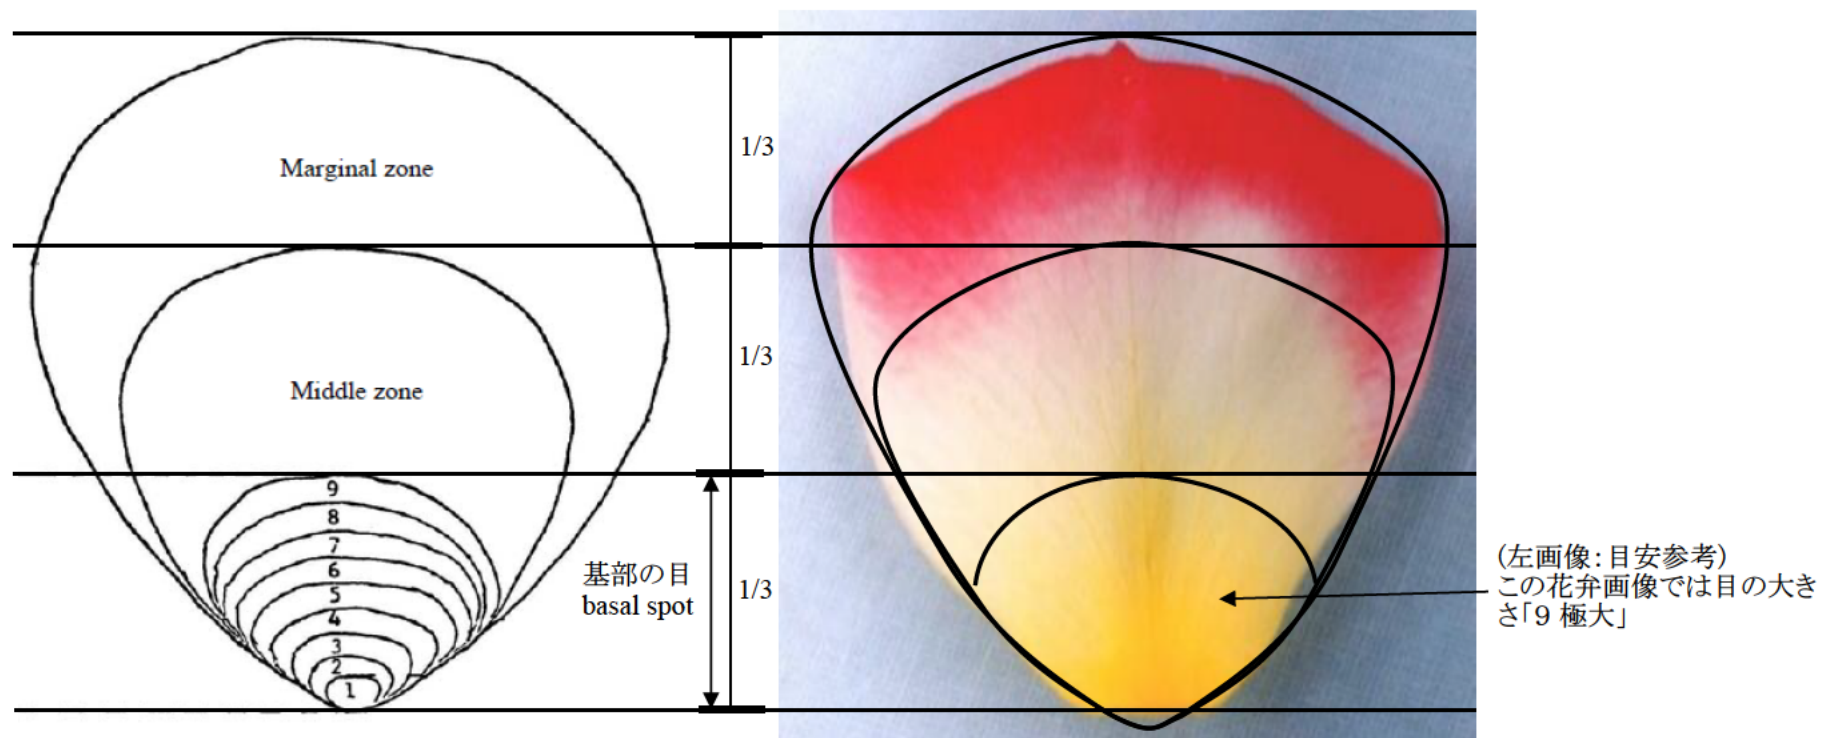 Marginal zone
1/3
Middle zone
1/3
9
8
7
6
5
4
3
2
1
基部の目
basal spot
1/3
(左画像:目安参考)
この花弁画像では目の大き
さ「9 極大」